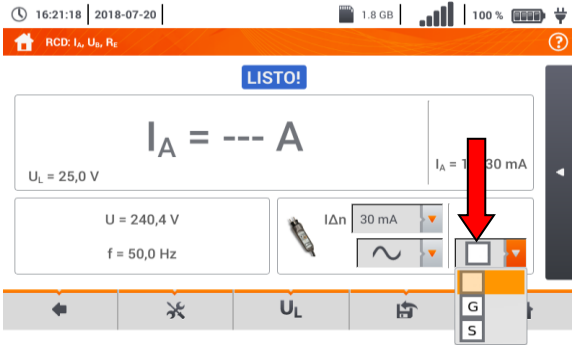 16:21:18 2018-07-20 1.8 GB 100 %
RCD: IA, UB, RE ?
LISTO!
IA = --- A
UL = 25,0 V
U = 240,4 V
f = 50,0 Hz
I∆n 30 mA
G
S
UL